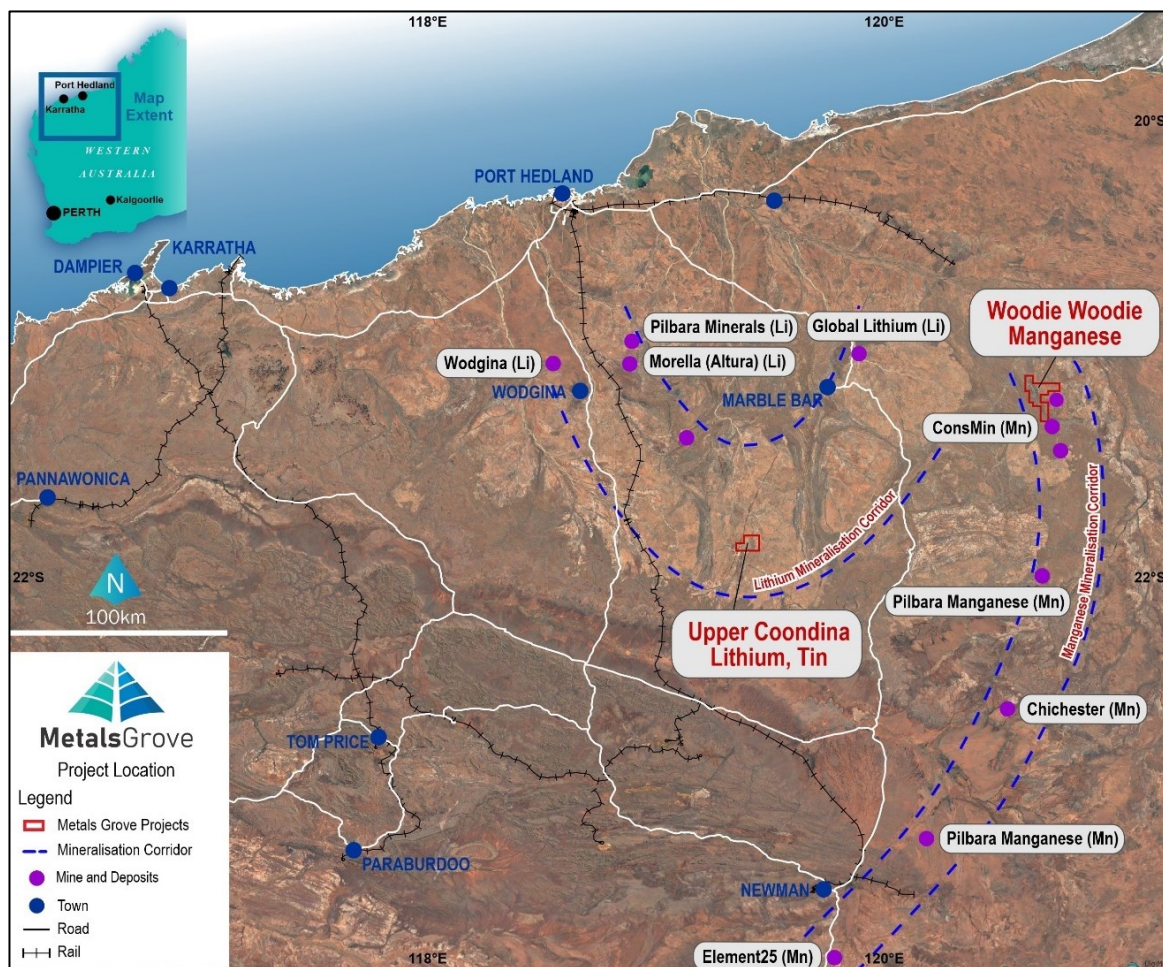 118°E
120°E
Port Hedland
Karratha
Map
Extent
WESTERN
AUSTRALIA
Kalgoorlie
PERTH
20°S
PORT HEDLAND
KARRATHA
DAMPIER
Woodie Woodie
Manganese
Pilbara Minerals (Li)
Global Lithium (Li)
Wodgina (Li)
Morella (Altura) (Li)
WODGINA
MARBLE BAR
ConsMin (Mn)
PANNAWONICA
Lithium Mineralisation Corridor
Manganese Mineralisation Corridor
22°S
22°S
N
100km
Pilbara Manganese (Mn)
Upper Coondina
Lithium, Tin
Chichester (Mn)
MetalsGrove
Project Location
TOM PRICE
Legend
Metals Grove Projects
Mineralisation Corridor
Mine and Deposits
Town
Road
Rail
Pilbara Manganese (Mn)
PARABURDOO
NEWMAN
Element25 (Mn)
118°E
120°E